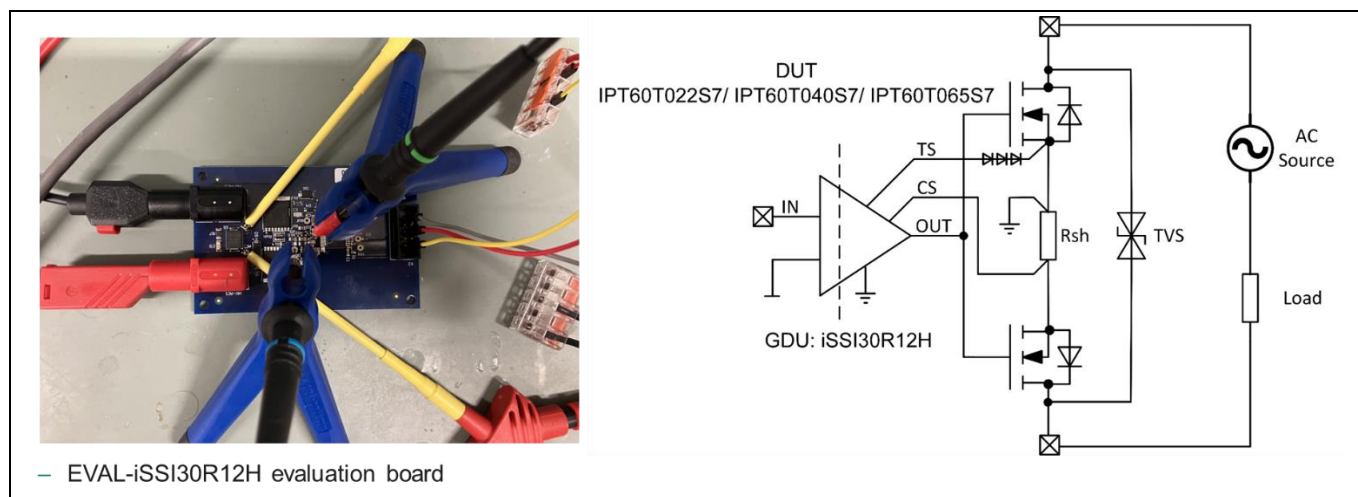 DUT
IPT60T022S7/ IPT60T040S7/ IPT60T065S7
TS
CS
IN
OUT
Rsh
TVS
AC
Source
Load
GDU: iSSI30R12H
– EVAL-iSSI30R12H evaluation board